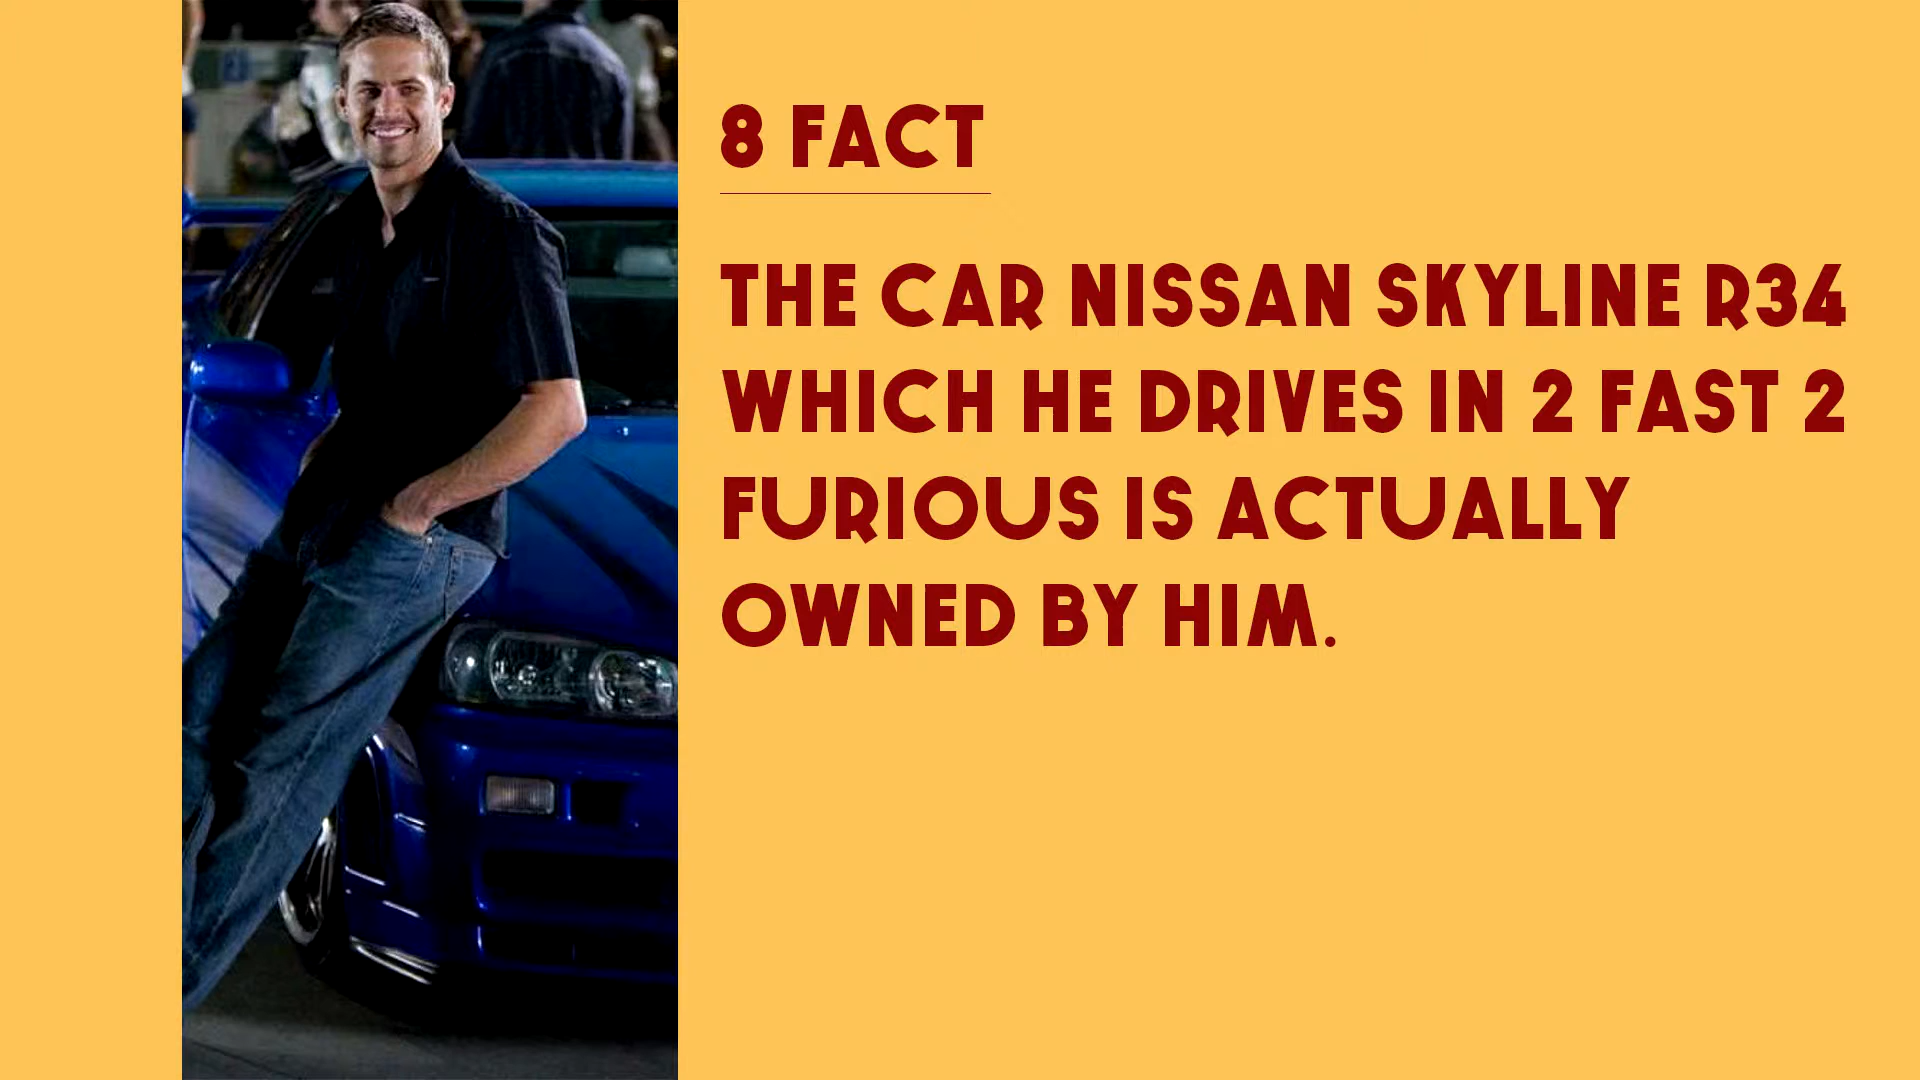 8 FACT
THE CAR NISSAN SKYLINE R34
WHICH HE DRIVES IN 2 FAST 2
FURIOUS IS ACTUALLY
OWNED BY HIM.